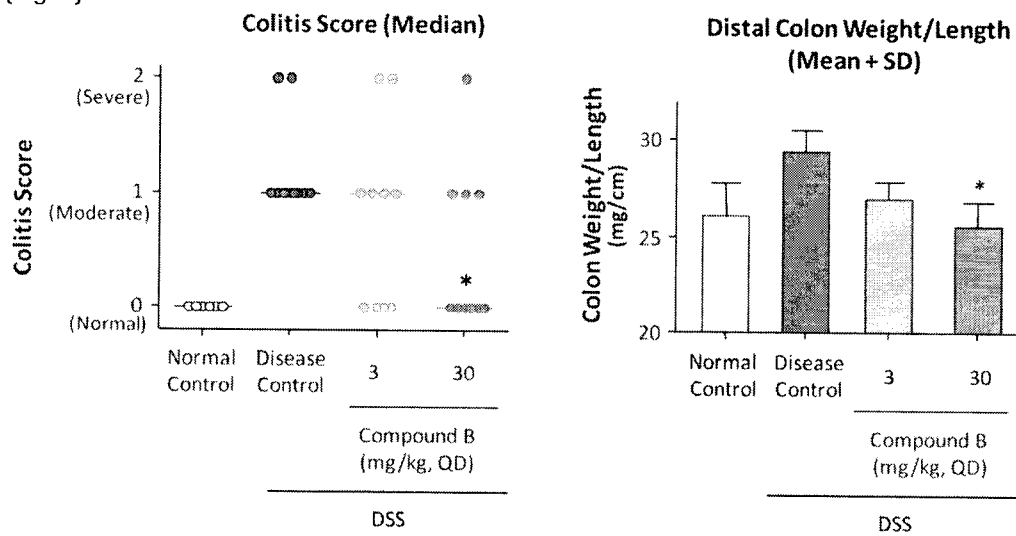 Colitis Score (Median)
Colitis Score
2
(Severe)
1
(Moderate)
0
(Normal)
*
Normal
Control
Disease
Control
3
30
Compound B
(mg/kg, QD)
DSS
Distal Colon Weight/Length
(Mean + SD)
Colon Weight/Length
(mg/cm)
30
25
20
*
Normal
Control
Disease
Control
3
30
Compound B
(mg/kg, QD)
DSS